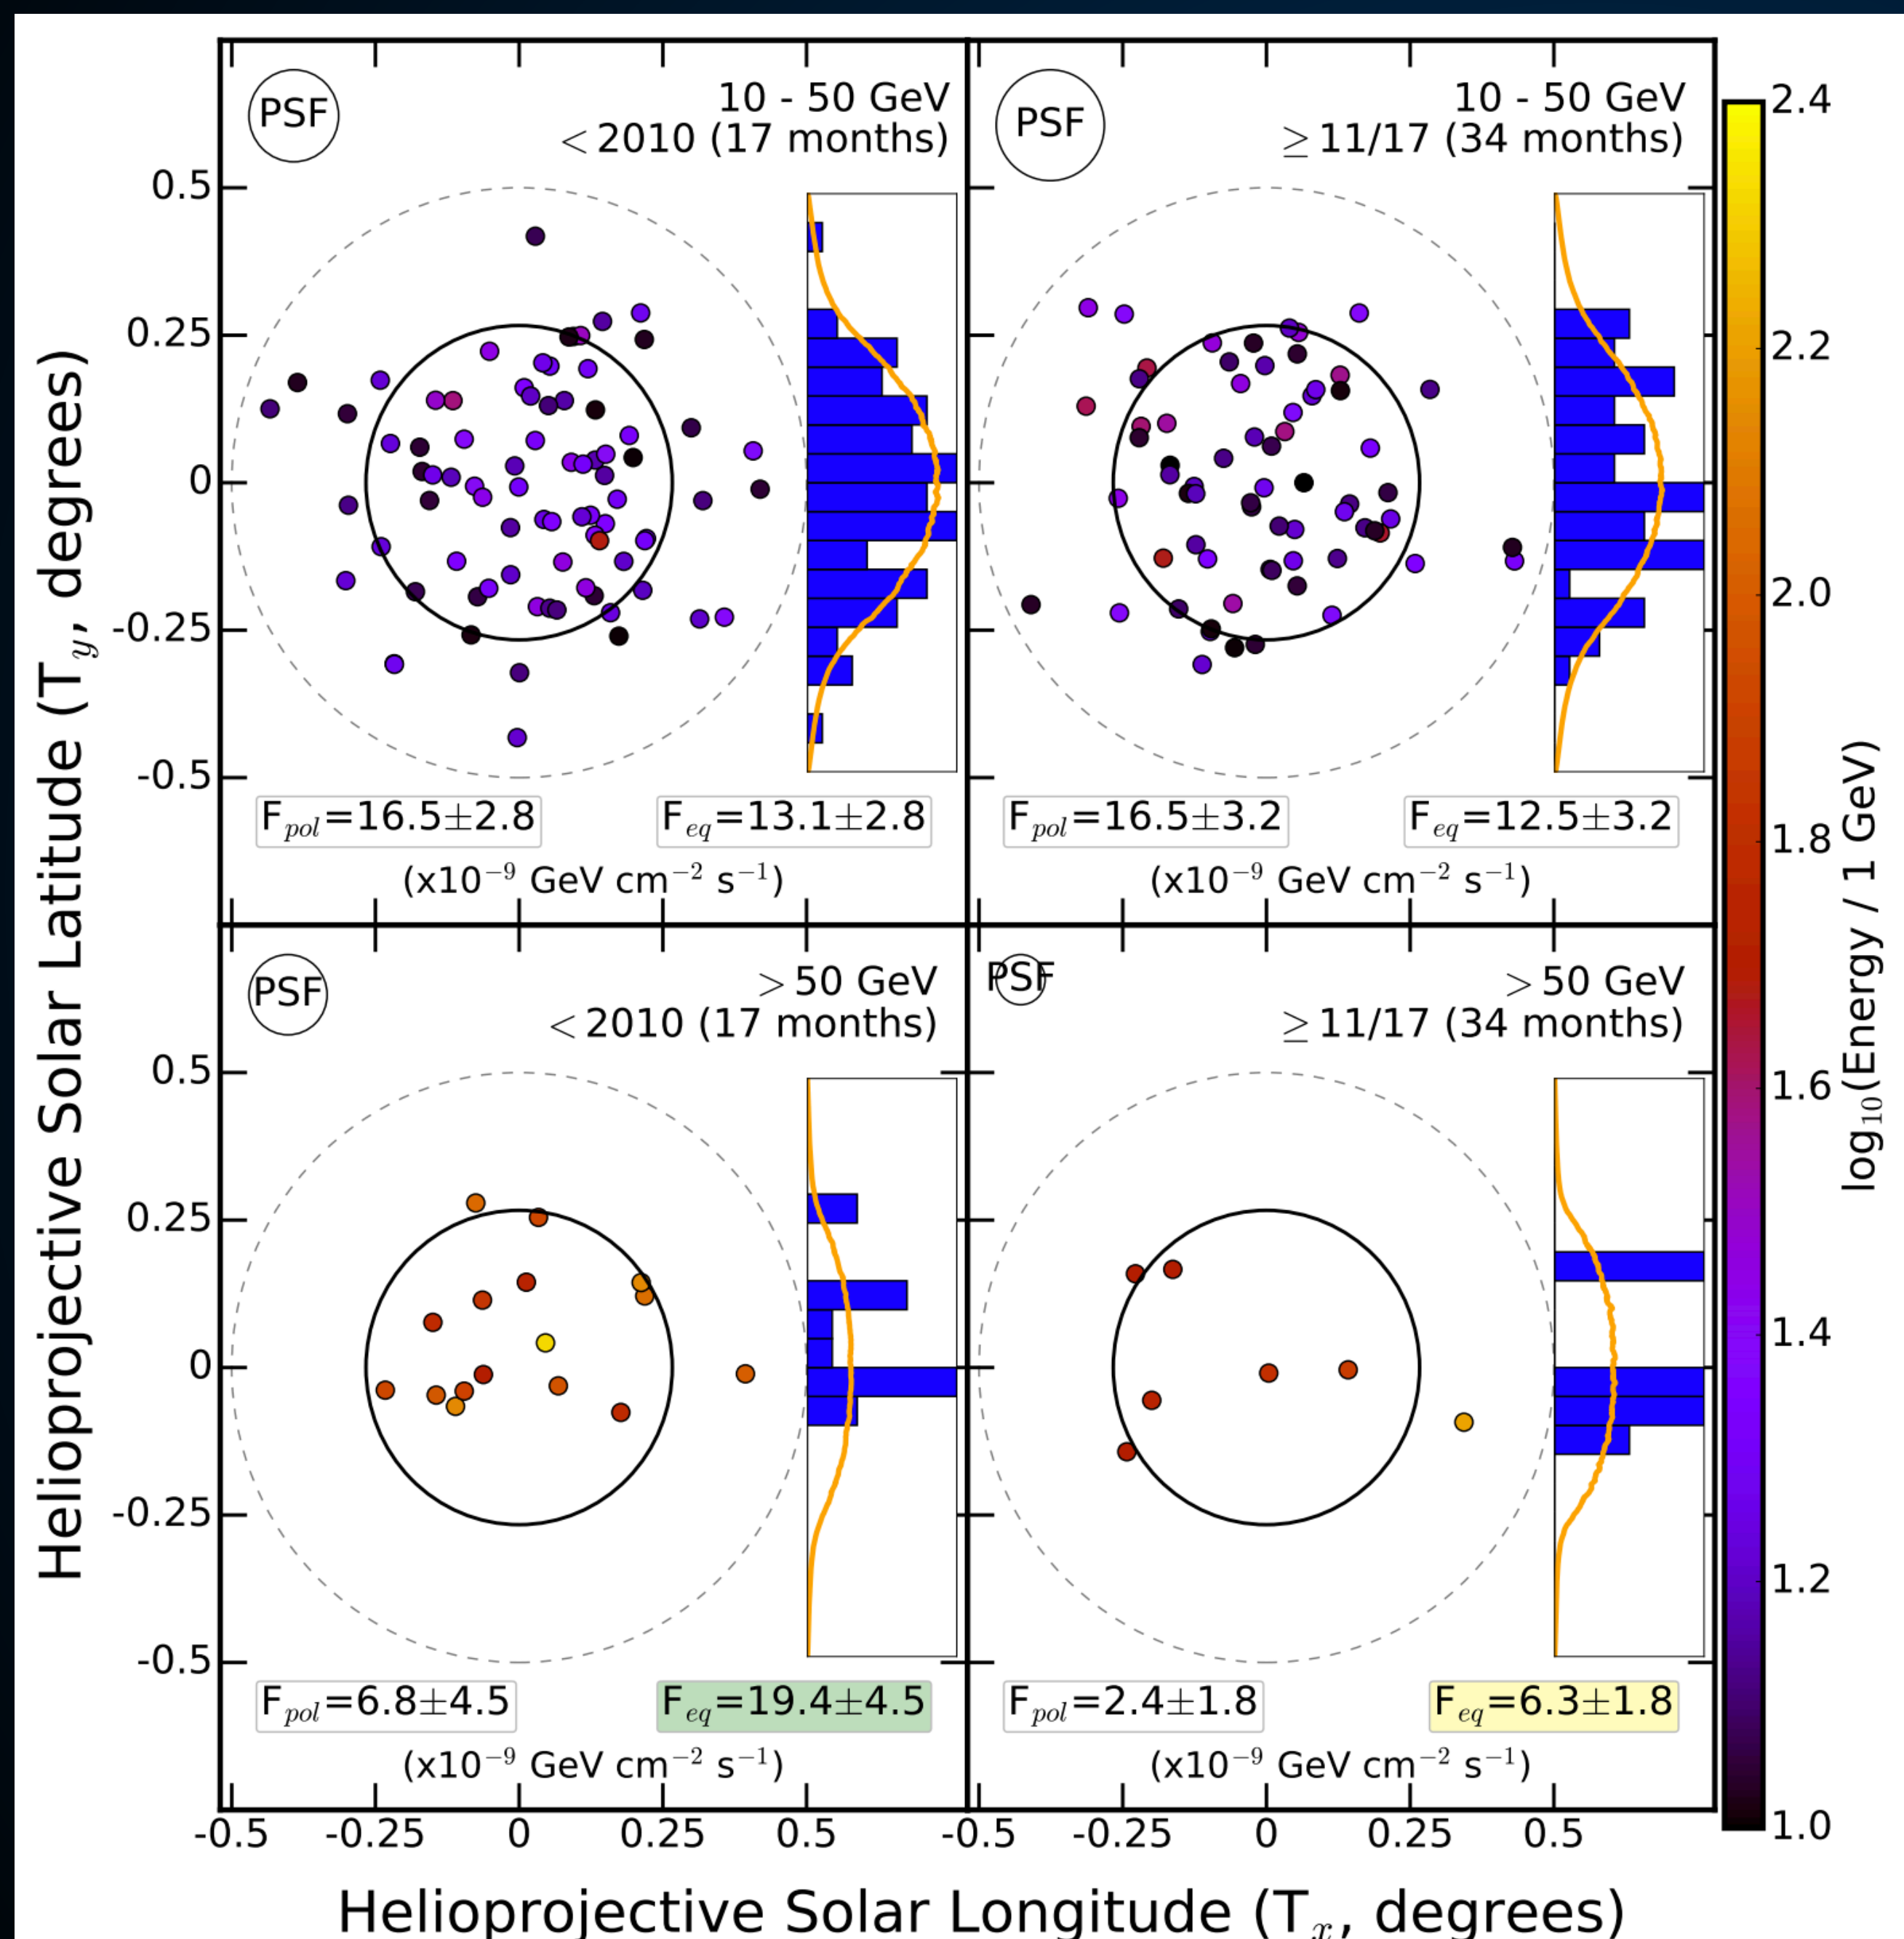 PSF
10 - 50 GeV
< 2010 (17 months)
0.5
0.25
0
-0.25
-0.5
F_pol=16.5±2.8
F_eq=13.1±2.8
(x10⁻⁹ GeV cm⁻² s⁻¹)
PSF
10 - 50 GeV
≥ 11/17 (34 months)
F_pol=16.5±3.2
F_eq=12.5±3.2
(x10⁻⁹ GeV cm⁻² s⁻¹)
PSF
> 50 GeV
< 2010 (17 months)
0.5
0.25
0
-0.25
-0.5
F_pol=6.8±4.5
F_eq=19.4±4.5
(x10⁻⁹ GeV cm⁻² s⁻¹)
-0.5 -0.25 0 0.25 0.5
PSF
> 50 GeV
≥ 11/17 (34 months)
F_pol=2.4±1.8
F_eq=6.3±1.8
(x10⁻⁹ GeV cm⁻² s⁻¹)
-0.5 -0.25 0 0.25 0.5
Helioprojective Solar Latitude (T_y, degrees)
Helioprojective Solar Longitude (T_x, degrees)
2.4
2.2
2.0
1.8
1.6
1.4
1.2
1.0
log₁₀(Energy / 1 GeV)